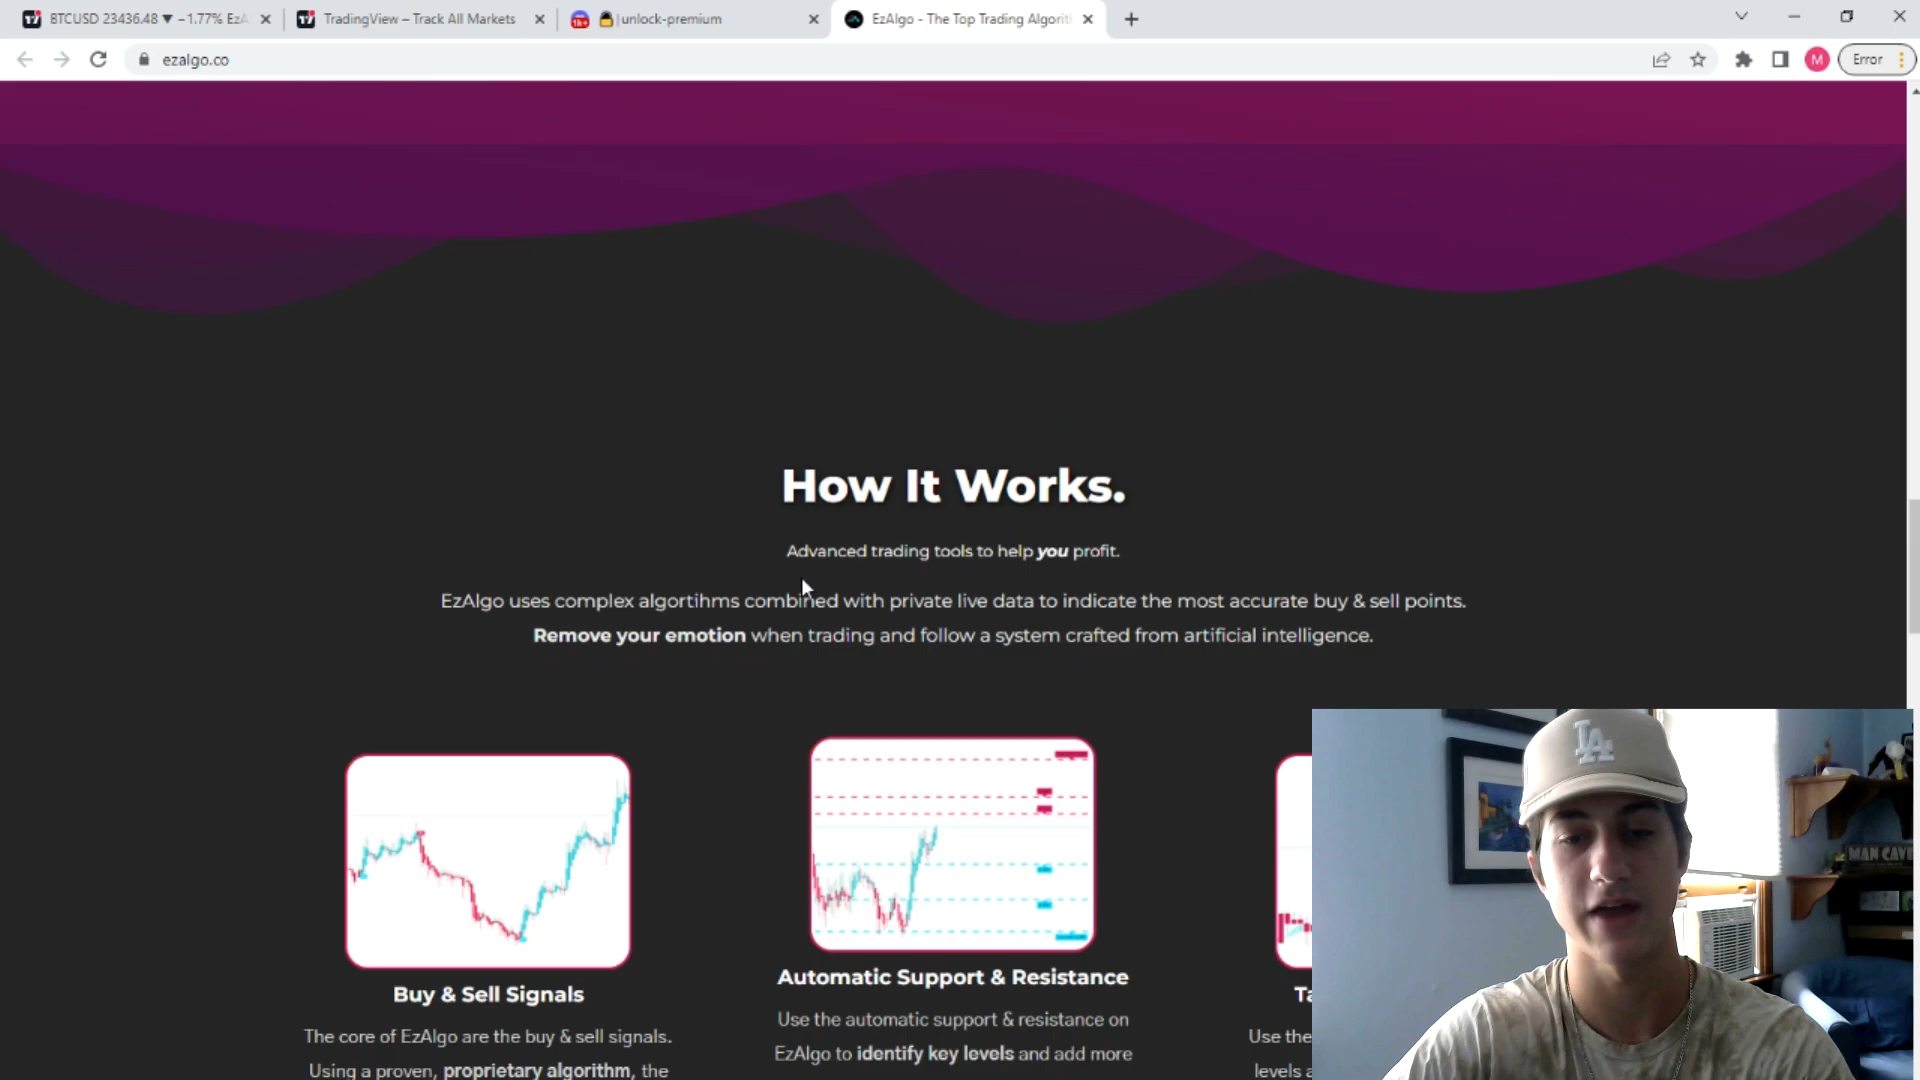 BTCUSD 23436.48 ▼ −1.77% EzA
TradingView – Track All Markets
1k+
| unlock-premium
EzAlgo - The Top Trading Algorit
ezalgo.co
M
Error
How It Works.
Advanced trading tools to help you profit.
EzAlgo uses complex algortihms combined with private live data to indicate the most accurate buy & sell points.
Remove your emotion when trading and follow a system crafted from artificial intelligence.
Buy & Sell Signals
The core of EzAlgo are the buy & sell signals.
Using a proven, proprietary algorithm, the
Automatic Support & Resistance
Use the automatic support & resistance on
EzAlgo to identify key levels and add more
Ta
Use the
levels a
LA
MAN CAVE